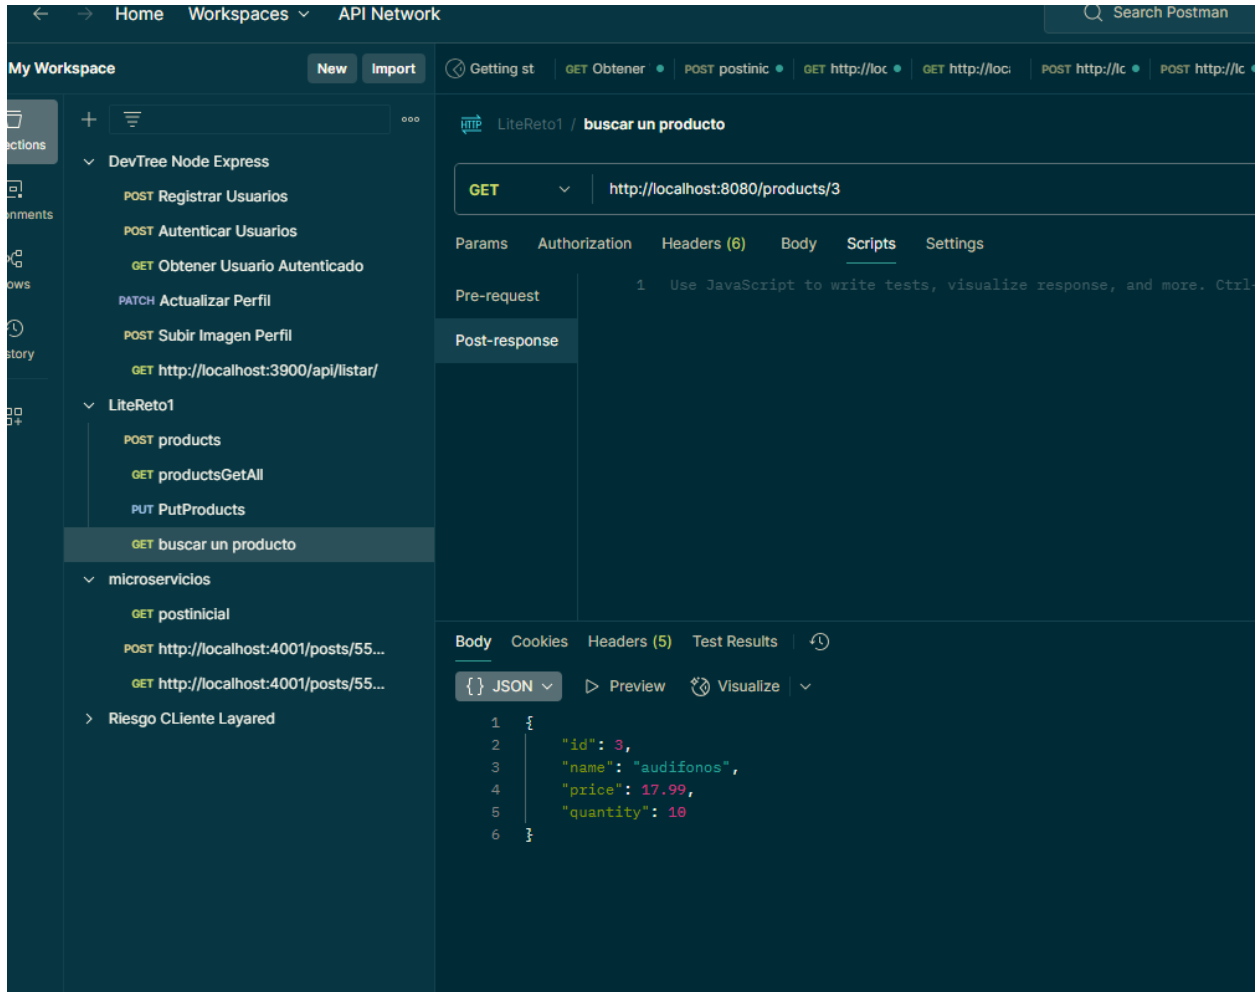 Home Workspaces API Network Search Postman
My Workspace New Import Getting st GET Obtener POST postinic GET http://loc GET http://loc POST http://lc POST http://lc
ections
onments
ows
story
DevTree Node Express
POST Registrar Usuarios
POST Autenticar Usuarios
GET Obtener Usuario Autenticado
PATCH Actualizar Perfil
POST Subir Imagen Perfil
GET http://localhost:3900/api/listar/
LiteReto1
POST products
GET productsGetAll
PUT PutProducts
GET buscar un producto
microservicios
GET postinicial
POST http://localhost:4001/posts/55...
GET http://localhost:4001/posts/55...
Riesgo CLiente Layared
HTTP LiteReto1 / buscar un producto
GET http://localhost:8080/products/3
Params Authorization Headers (6) Body Scripts Settings
Pre-request
Post-response
1 Use JavaScript to write tests, visualize response, and more. Ctrl-
Body Cookies Headers (5) Test Results
{} JSON Preview Visualize
1 {
2 "id": 3,
3 "name": "audifonos",
4 "price": 17.99,
5 "quantity": 10
6 }